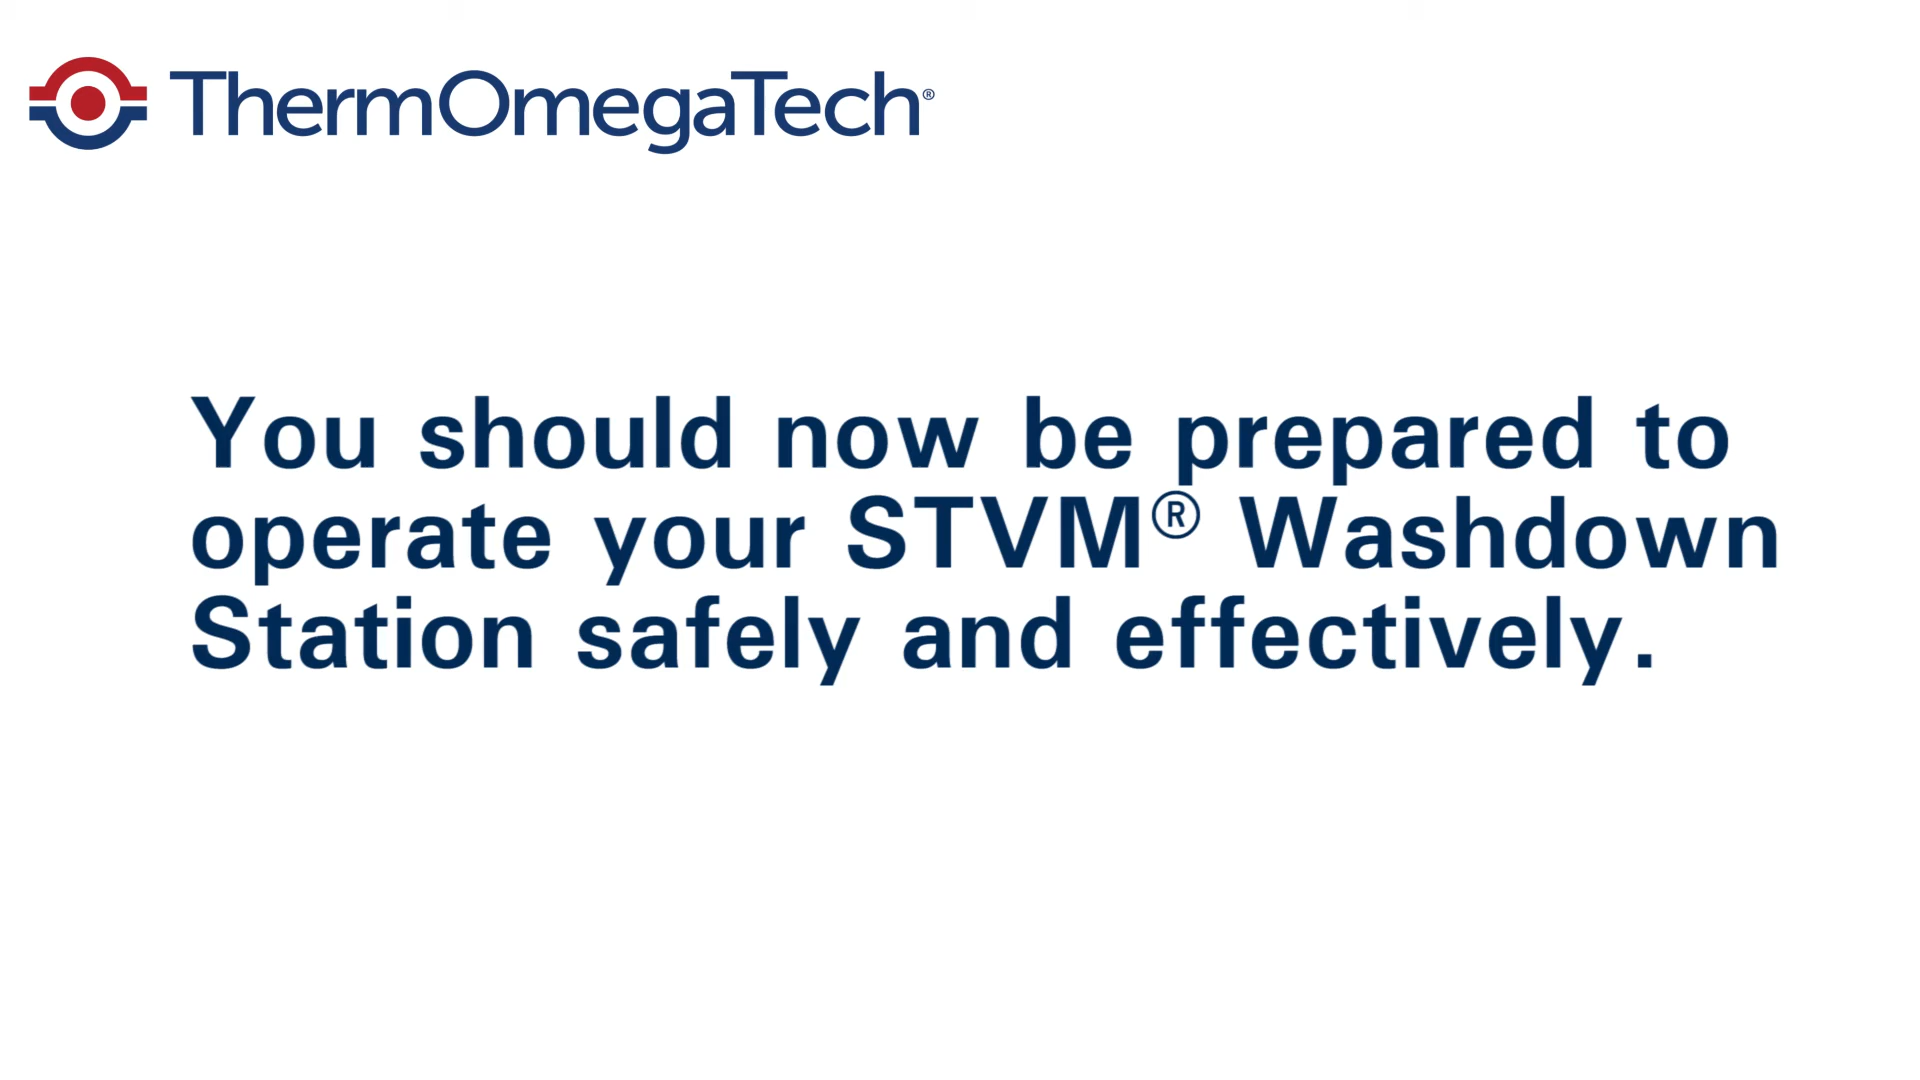 ThermOmegaTech®
You should now be prepared to
operate your STVM® Washdown
Station safely and effectively.